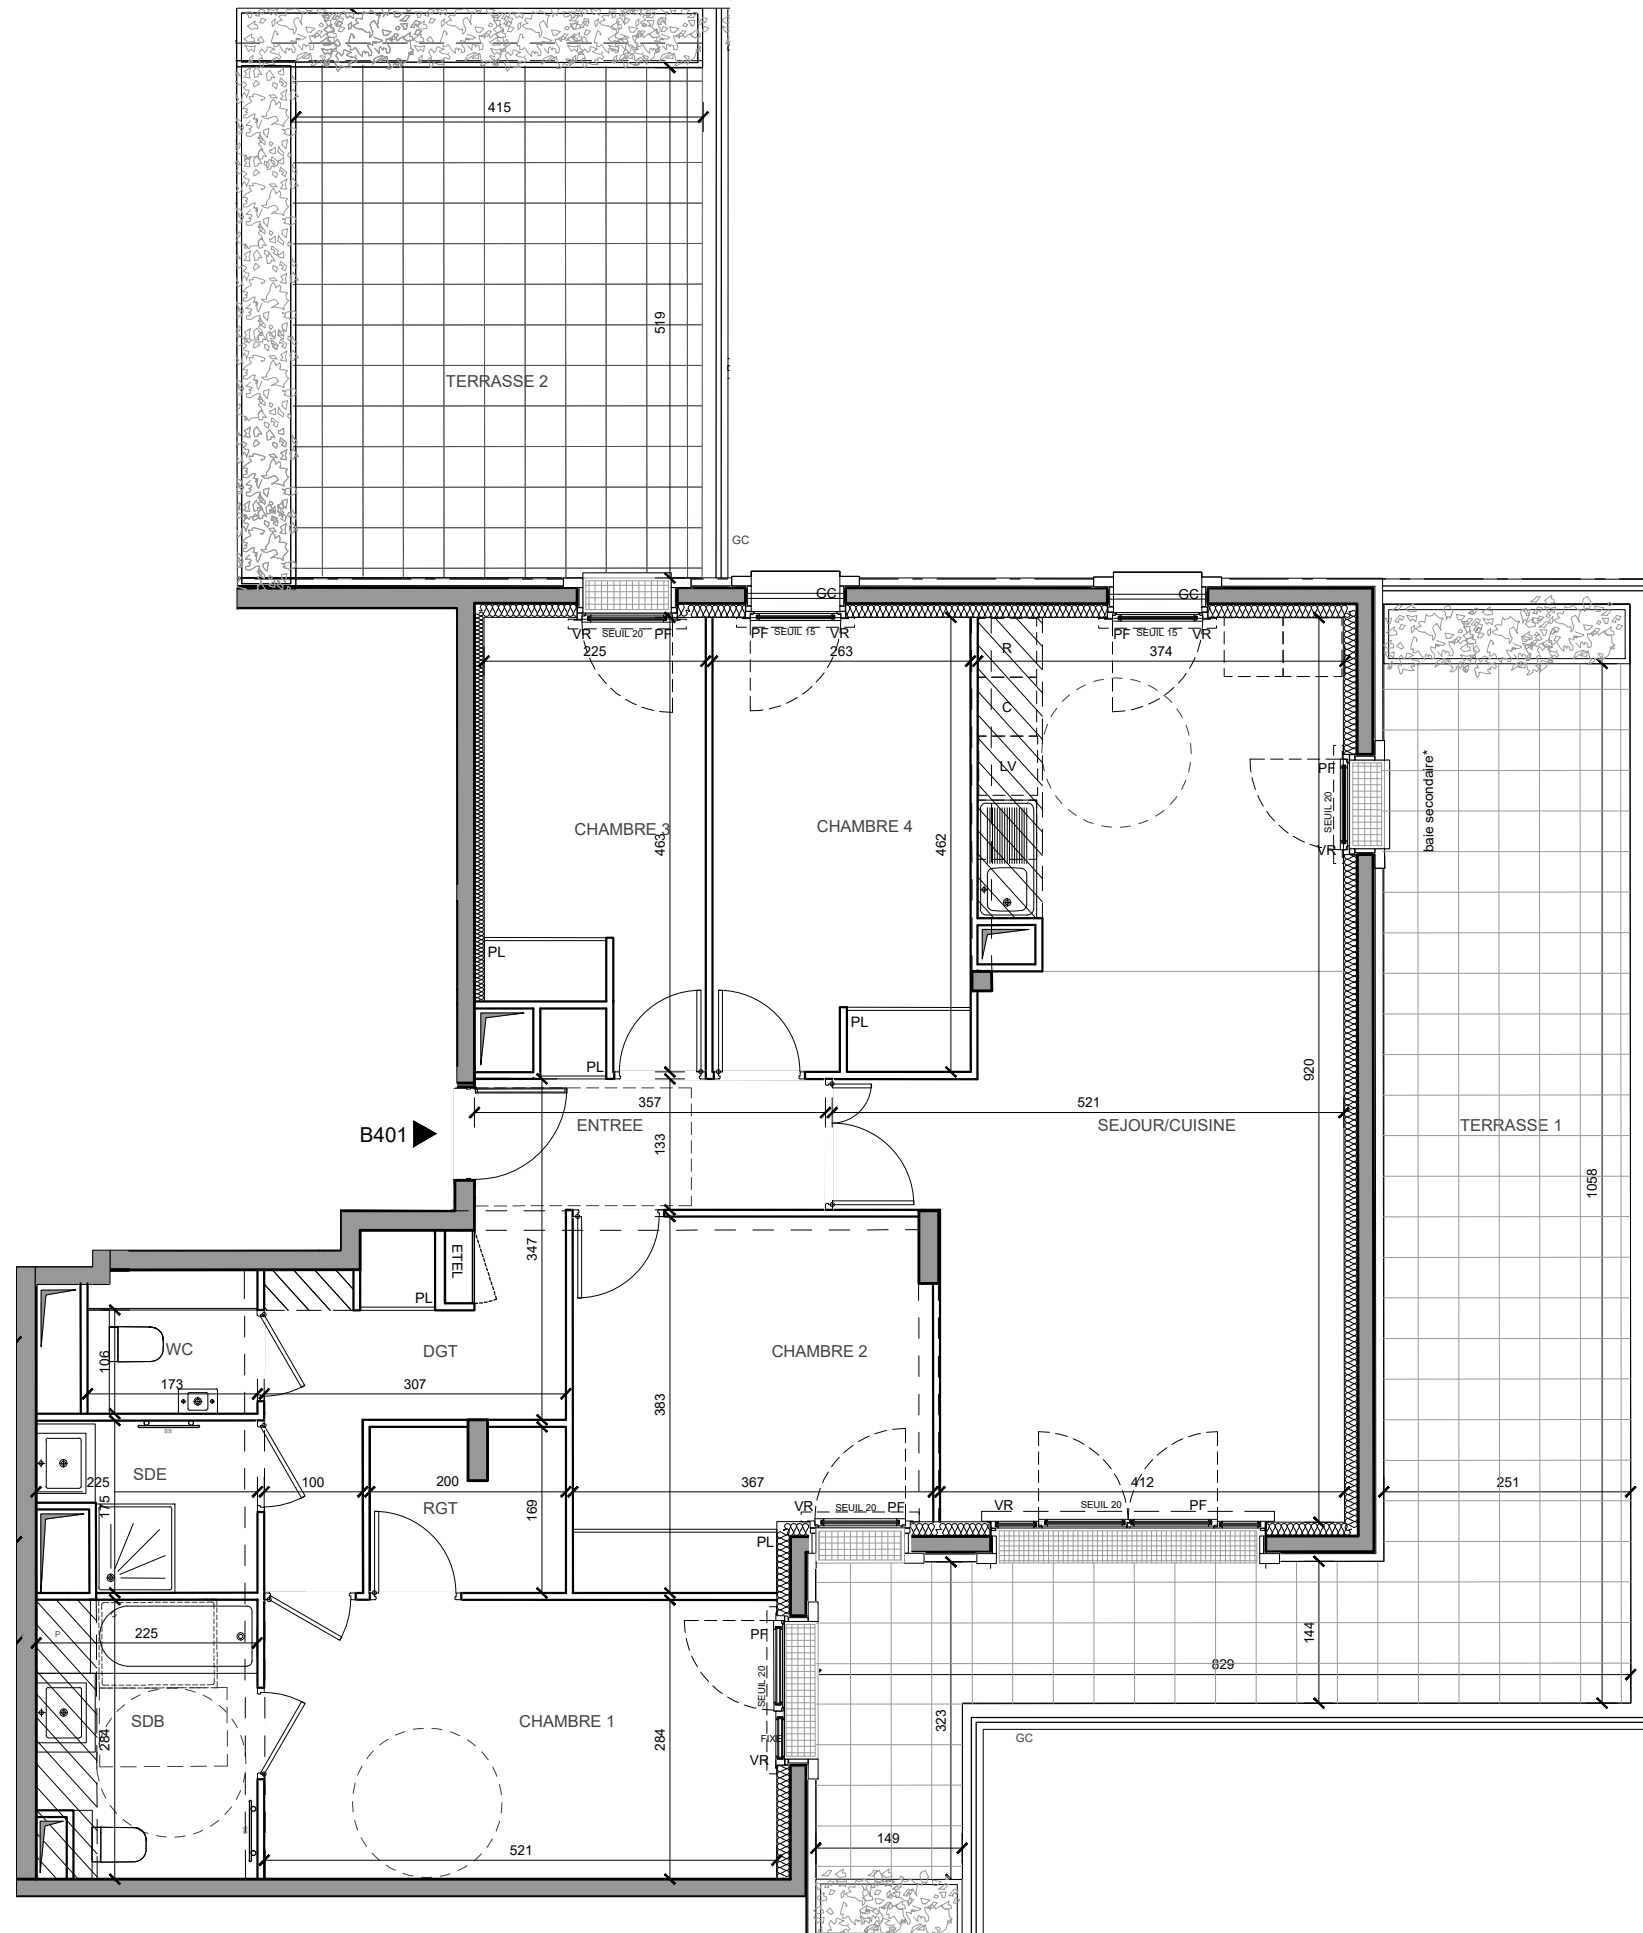 415
519
TERRASSE 2
GC
GC
GC
VR
SEUIL 20
PF
PF
SEUIL 15
VR
PF
SEUIL 15
VR
225
263
374
R
C
LV
PF
SEUIL 20
VR
baie secondaire*
CHAMBRE 3
463
CHAMBRE 4
462
PL
PL
PL
920
357
521
B401
ENTREE
133
SEJOUR/CUISINE
TERRASSE 1
1058
347
ETEL
PL
WC
106
DGT
CHAMBRE 2
173
307
383
SS
SDE
225
175
100
200
367
412
251
RGT
169
VR
SEUIL 20
PF
VR
SEUIL 20
PF
PL
P
225
PF
SEUIL 20
FIXE
VR
144
829
SDB
284
CHAMBRE 1
284
323
GC
SS
521
149